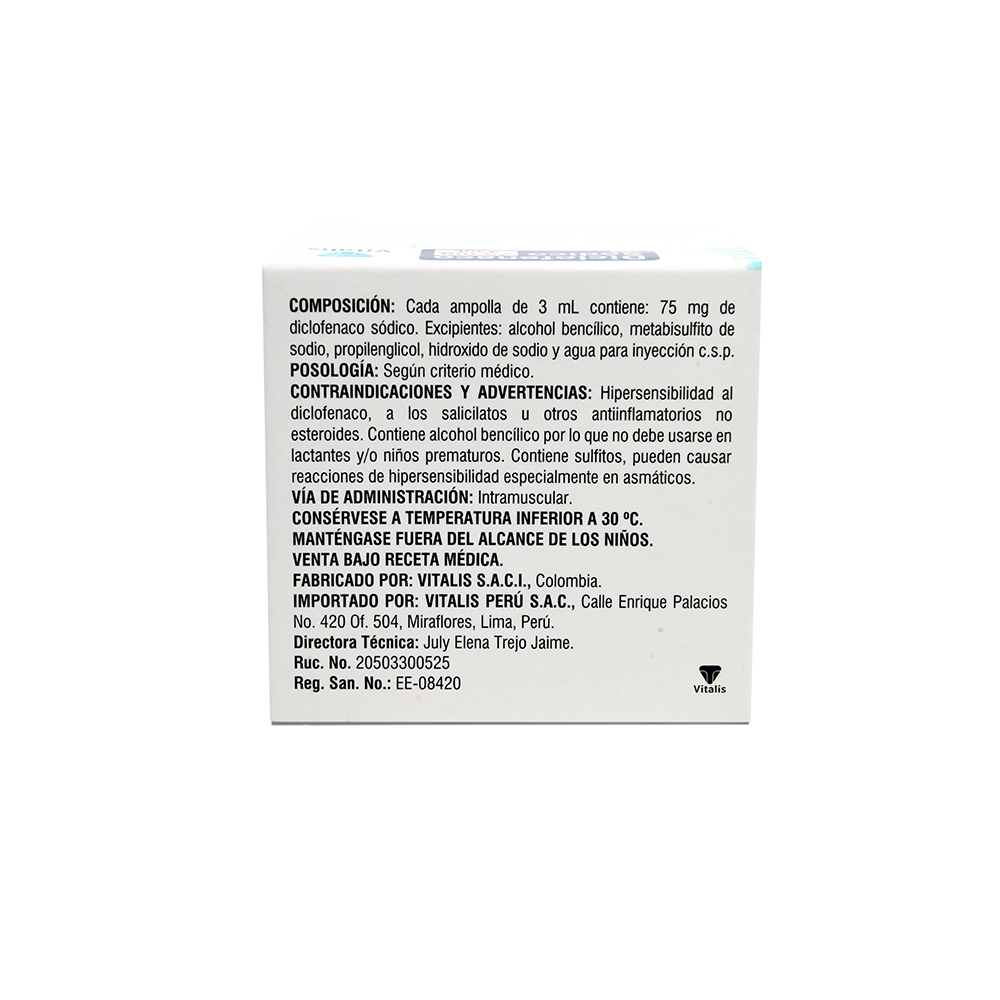 Vitalis
Diclofenaco
Sódico
COMPOSICIÓN: Cada ampolla de 3 mL contiene: 75 mg de
diclofenaco sódico. Excipientes: alcohol bencílico, metabisulfito de
sodio, propilenglicol, hidroxido de sodio y agua para inyección c.s.p.
POSOLOGÍA: Según criterio médico.
CONTRAINDICACIONES Y ADVERTENCIAS: Hipersensibilidad al
diclofenaco, a los salicilatos u otros antiinflamatorios no
esteroides. Contiene alcohol bencílico por lo que no debe usarse en
lactantes y/o niños prematuros. Contiene sulfitos, pueden causar
reacciones de hipersensibilidad especialmente en asmáticos.
VÍA DE ADMINISTRACIÓN: Intramuscular.
CONSÉRVESE A TEMPERATURA INFERIOR A 30 ºC.
MANTÉNGASE FUERA DEL ALCANCE DE LOS NIÑOS.
VENTA BAJO RECETA MÉDICA.
FABRICADO POR: VITALIS S.A.C.I., Colombia.
IMPORTADO POR: VITALIS PERÚ S.A.C., Calle Enrique Palacios
No. 420 Of. 504, Miraflores, Lima, Perú.
Directora Técnica: July Elena Trejo Jaime.
Ruc. No. 20503300525
Reg. San. No.: EE-08420
Vitalis